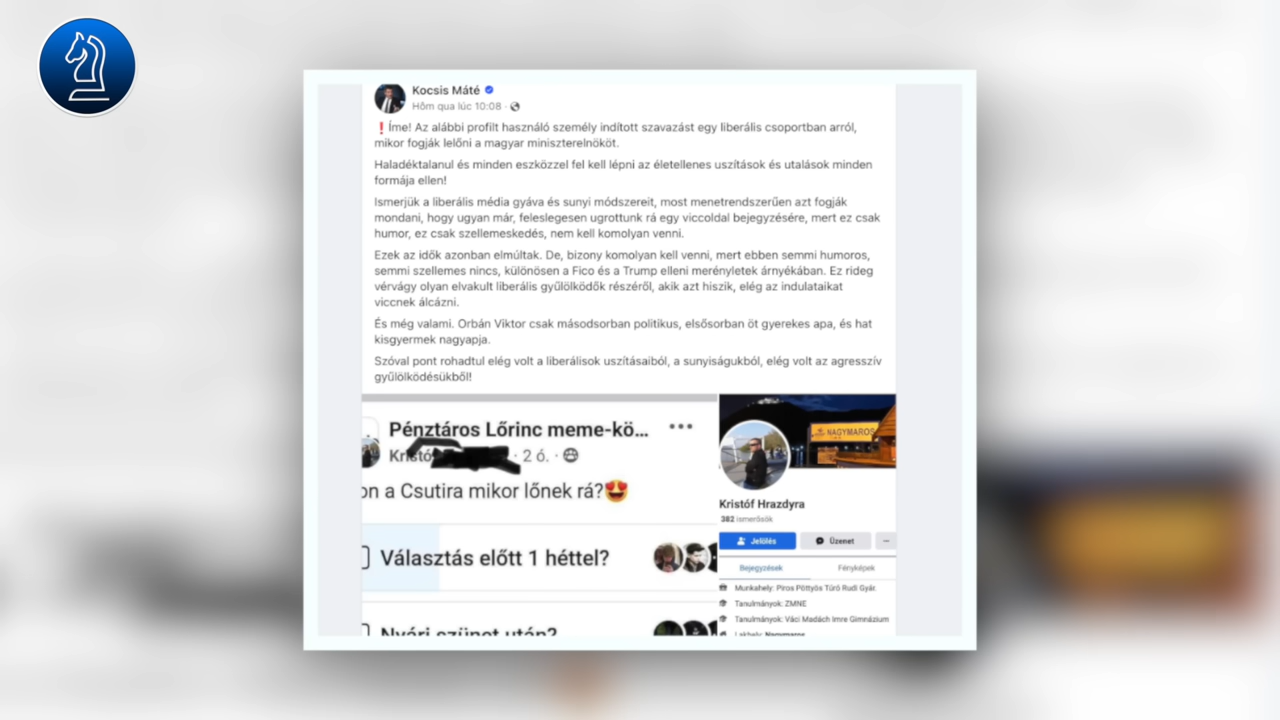 Kocsis Máté
Hôm qua lúc 10:08 ·
❗Íme! Az alábbi profilt használó személy indított szavazást egy liberális csoportban arról,
mikor fogják lelőni a magyar miniszterelnököt.
Haladéktalanul és minden eszközzel fel kell lépni az életellenes uszítások és utalások minden
formája ellen!
Ismerjük a liberális média gyáva és sunyi módszereit, most menetrendszerűen azt fogják
mondani, hogy ugyan már, feleslegesen ugrottunk rá egy viccoldal bejegyzésére, mert ez csak
humor, ez csak szellemeskedés, nem kell komolyan venni.
Ezek az idők azonban elmúltak. De, bizony komolyan kell venni, mert ebben semmi humoros,
semmi szellemes nincs, különösen a Fico és a Trump elleni merényletek árnyékában. Ez rideg
vérvágy olyan elvakult liberális gyűlölködők részéről, akik azt hiszik, elég az indulataikat
viccnek álcázni.
És még valami. Orbán Viktor csak másodsorban politikus, elsősorban öt gyerekes apa, és hat
kisgyermek nagyapja.
Szóval pont rohadtul elég volt a liberálisok uszításaiból, a sunyiságukból, elég volt az agresszív
gyűlölködésükből!
Pénztáros Lőrinc meme-kö...
Kristó · 2 ó. ·
on a Csutira mikor lőnek rá?😍
Választás előtt 1 héttel?
Nyári szünet után?
NAGYMAROS
Kristóf Hrazdyra
382 ismerősök
Jelölés
Üzenet
Bejegyzések
Fényképek
Munkahely: Piros Pöttyös Túró Rudi Gyár.
Tanulmányok: ZMNE
Tanulmányok: Váci Madách Imre Gimnázium
Lakhely: Nagymaros